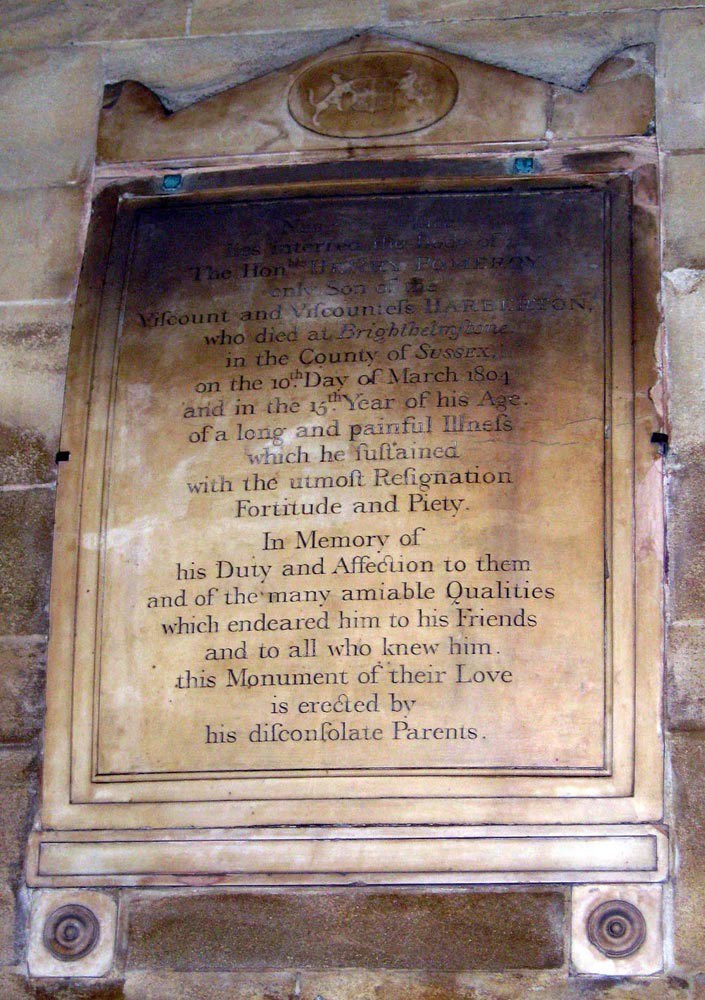 lies interred the Body of
The Hon.ble HENRY POMEROY
only Son of the
Viſcount and Viſcounteſs HARBERTON,
who died at Brighthelmſtone
in the County of SUSSEX,
on the 10th. Day of March 1804
and in the 15th. Year of his Age.
of a long and painful Illneſs
which he ſuſtained
with the utmoſt Reſignation
Fortitude and Piety.
In Memory of
his Duty and Affection to them
and of the many amiable Qualities
which endeared him to his Friends
and to all who knew him.
this Monument of their Love
is erected by
his diſconſolate Parents.